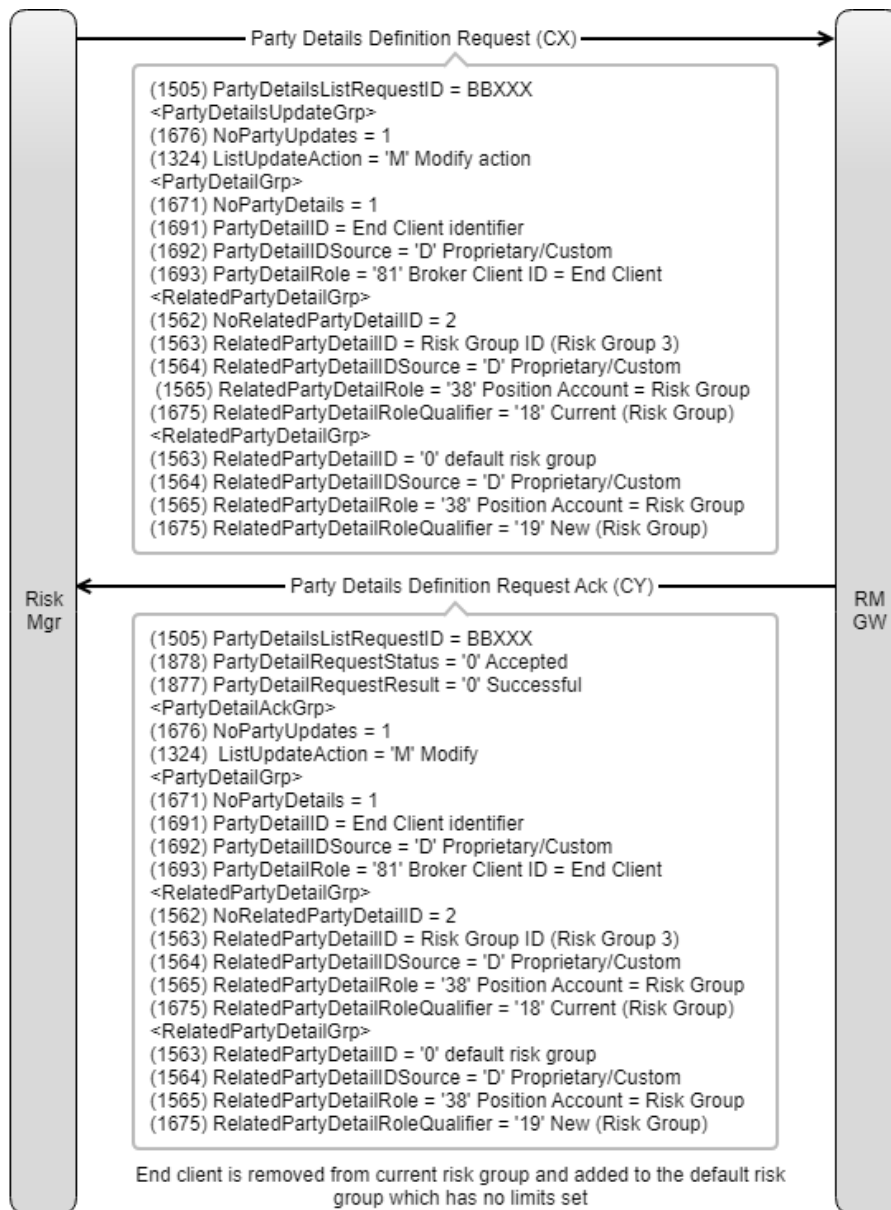 Party Details Definition Request (CX)
(1505) PartyDetailsListRequestID = BBXXX
<PartyDetailsUpdateGrp>
(1676) NoPartyUpdates = 1
(1324) ListUpdateAction = 'M' Modify action
<PartyDetailGrp>
(1671) NoPartyDetails = 1
(1691) PartyDetailID = End Client identifier
(1692) PartyDetailIDSource = 'D' Proprietary/Custom
(1693) PartyDetailRole = '81' Broker Client ID = End Client
<RelatedPartyDetailGrp>
(1562) NoRelatedPartyDetailID = 2
(1563) RelatedPartyDetailID = Risk Group ID (Risk Group 3)
(1564) RelatedPartyDetailIDSource = 'D' Proprietary/Custom
(1565) RelatedPartyDetailRole = '38' Position Account = Risk Group
(1675) RelatedPartyDetailRoleQualifier = '18' Current (Risk Group)
<RelatedPartyDetailGrp>
(1563) RelatedPartyDetailID = '0' default risk group
(1564) RelatedPartyDetailIDSource = 'D' Proprietary/Custom
(1565) RelatedPartyDetailRole = '38' Position Account = Risk Group
(1675) RelatedPartyDetailRoleQualifier = '19' New (Risk Group)
Party Details Definition Request Ack (CY)
Risk
Mgr
RM
GW
(1505) PartyDetailsListRequestID = BBXXX
(1878) PartyDetailRequestStatus = '0' Accepted
(1877) PartyDetailRequestResult = '0' Successful
<PartyDetailAckGrp>
(1676) NoPartyUpdates = 1
(1324) ListUpdateAction = 'M' Modify
<PartyDetailGrp>
(1671) NoPartyDetails = 1
(1691) PartyDetailID = End Client identifier
(1692) PartyDetailIDSource = 'D' Proprietary/Custom
(1693) PartyDetailRole = '81' Broker Client ID = End Client
<RelatedPartyDetailGrp>
(1562) NoRelatedPartyDetailID = 2
(1563) RelatedPartyDetailID = Risk Group ID (Risk Group 3)
(1564) RelatedPartyDetailIDSource = 'D' Proprietary/Custom
(1565) RelatedPartyDetailRole = '38' Position Account = Risk Group
(1675) RelatedPartyDetailRoleQualifier = '18' Current (Risk Group)
<RelatedPartyDetailGrp>
(1563) RelatedPartyDetailID = '0' default risk group
(1564) RelatedPartyDetailIDSource = 'D' Proprietary/Custom
(1565) RelatedPartyDetailRole = '38' Position Account = Risk Group
(1675) RelatedPartyDetailRoleQualifier = '19' New (Risk Group)
End client is removed from current risk group and added to the default risk
group which has no limits set